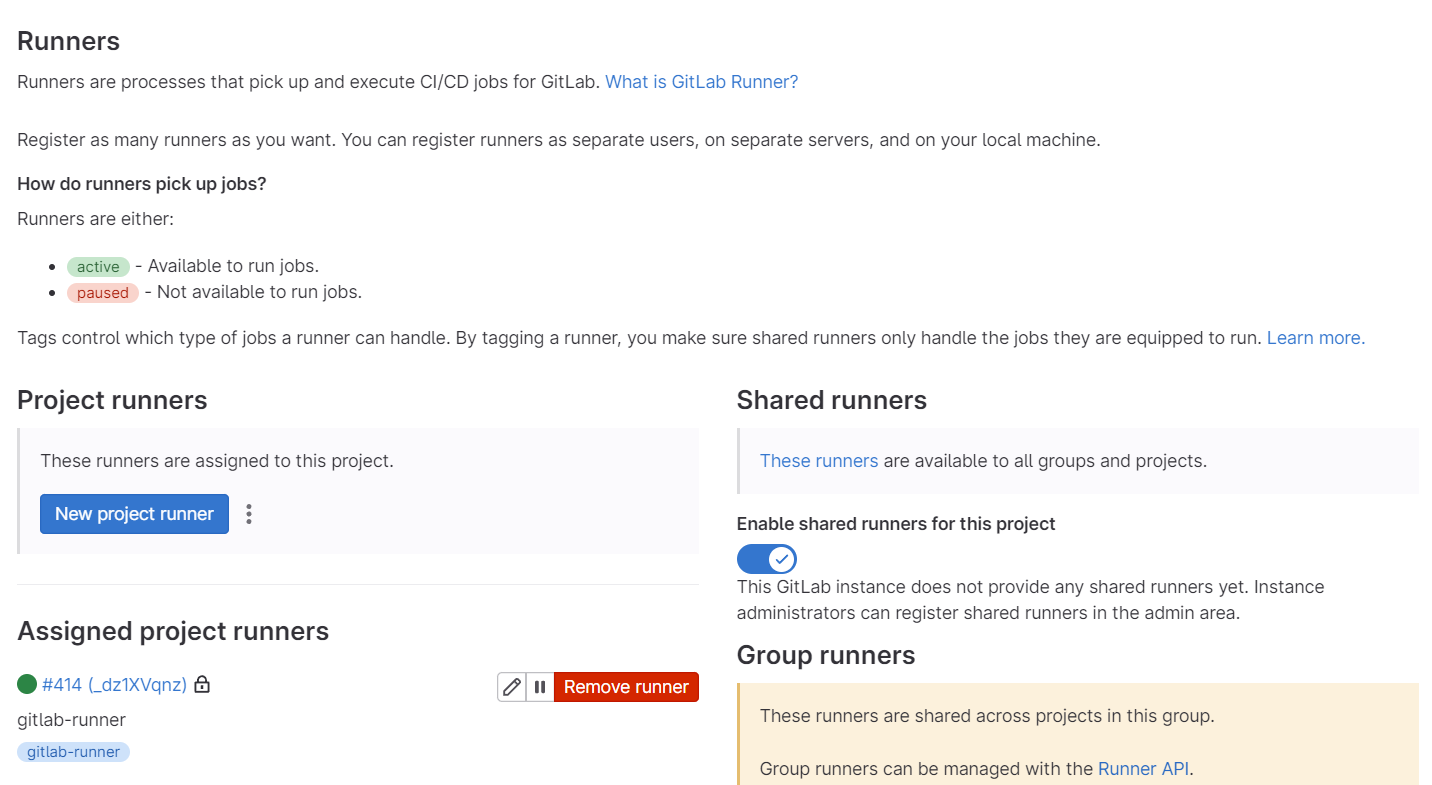 Runners
Runners are processes that pick up and execute CI/CD jobs for GitLab. What is GitLab Runner?
Register as many runners as you want. You can register runners as separate users, on separate servers, and on your local machine.
How do runners pick up jobs?
Runners are either:
active - Available to run jobs.
paused - Not available to run jobs.
Tags control which type of jobs a runner can handle. By tagging a runner, you make sure shared runners only handle the jobs they are equipped to run. Learn more.
Project runners
These runners are assigned to this project.
New project runner
Assigned project runners
#414 (_dz1XVqnz)
Remove runner
gitlab-runner
gitlab-runner
Shared runners
These runners are available to all groups and projects.
Enable shared runners for this project
This GitLab instance does not provide any shared runners yet. Instance
administrators can register shared runners in the admin area.
Group runners
These runners are shared across projects in this group.
Group runners can be managed with the Runner API.